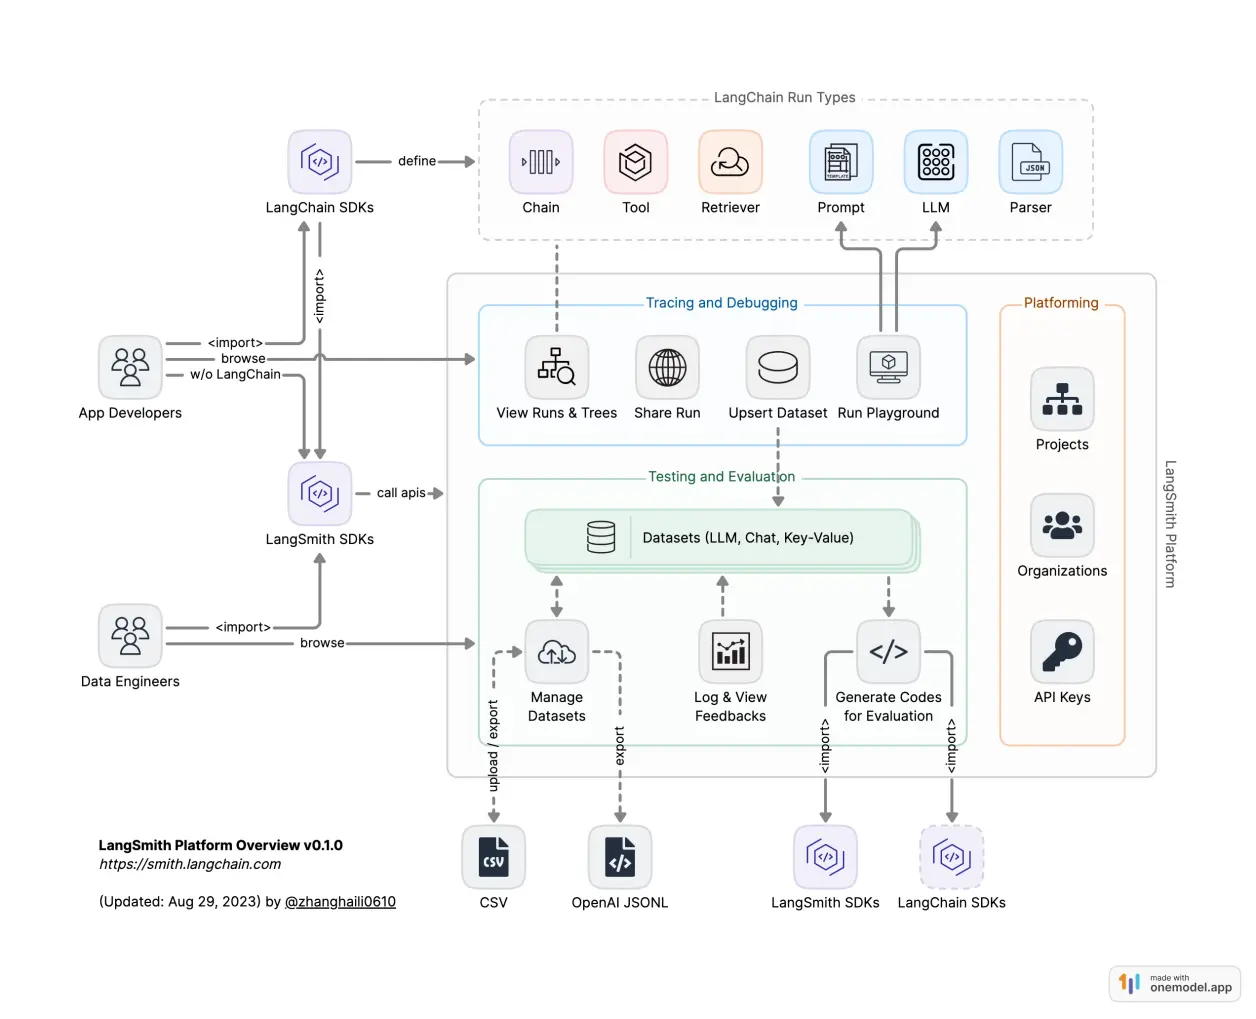 LangChain Run Types
Chain
Tool
Retriever
TEMPLATE
Prompt
LLM
JSON
Parser
LangChain SDKs
define
<import>
<import>
browse
w/o LangChain
App Developers
LangSmith SDKs
call apis
<import>
browse
Data Engineers
LangSmith Platform
Tracing and Debugging
View Runs & Trees
Share Run
Upsert Dataset
Run Playground
Testing and Evaluation
Datasets (LLM, Chat, Key-Value)
Manage
Datasets
Log & View
Feedbacks
Generate Codes
for Evaluation
Platforming
Projects
Organizations
API Keys
upload / export
export
<import>
<import>
CSV
CSV
OpenAI JSONL
LangSmith SDKs
LangChain SDKs
LangSmith Platform Overview v0.1.0
https://smith.langchain.com
(Updated: Aug 29, 2023) by @zhanghaili0610
made with
onemodel.app